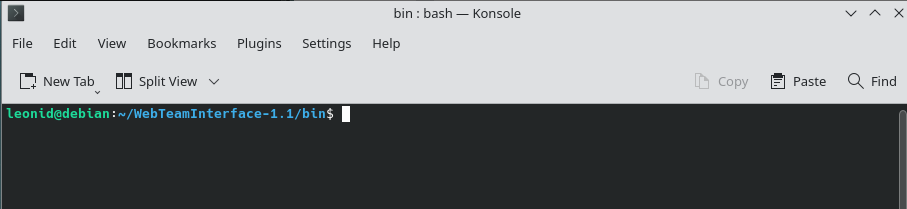 bin : bash — Konsole
File Edit View Bookmarks Plugins Settings Help
New Tab Split View Copy Paste Find
leonid@debian:~/WebTeamInterface-1.1/bin$